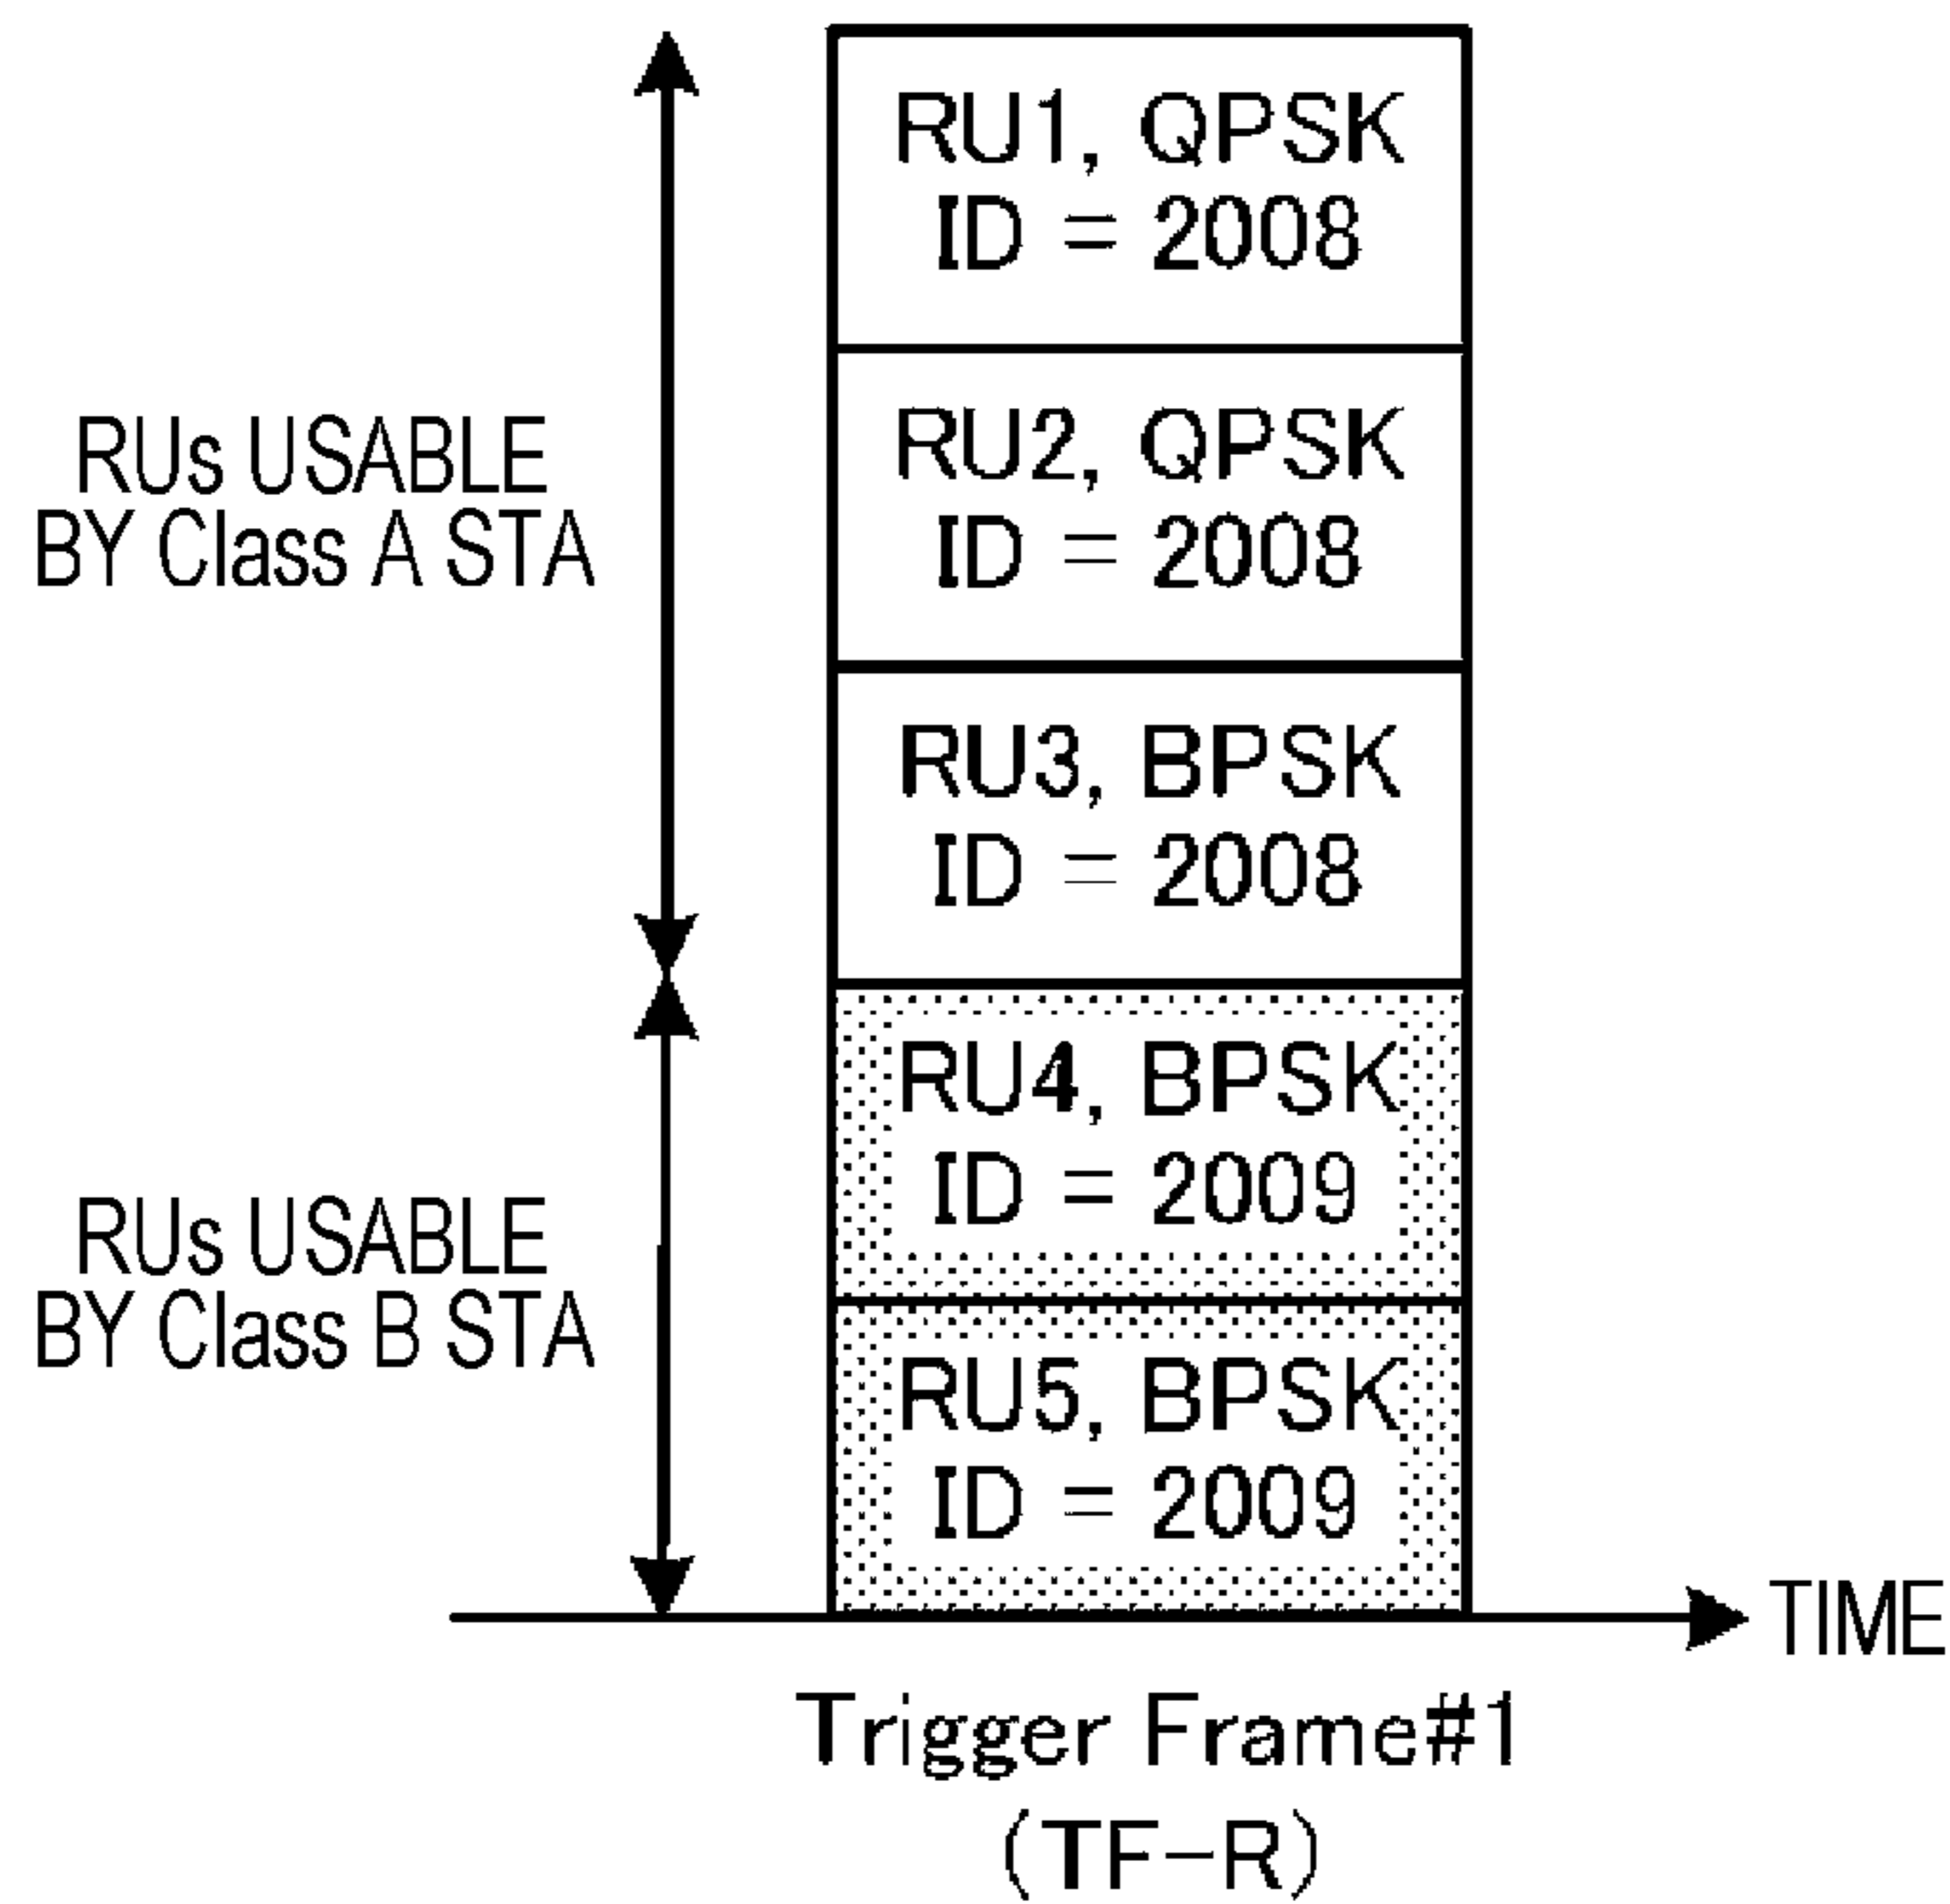 RU1, QPSK
ID = 2008
RU2, QPSK
ID = 2008
RUs USABLE
BY Class A STA
RU3, BPSK
ID = 2008
RU4, BPSK
ID = 2009
RUs USABLE
BY Class B STA
RU5, BPSK
ID = 2009
TIME
Trigger Frame#1
(TF-R)